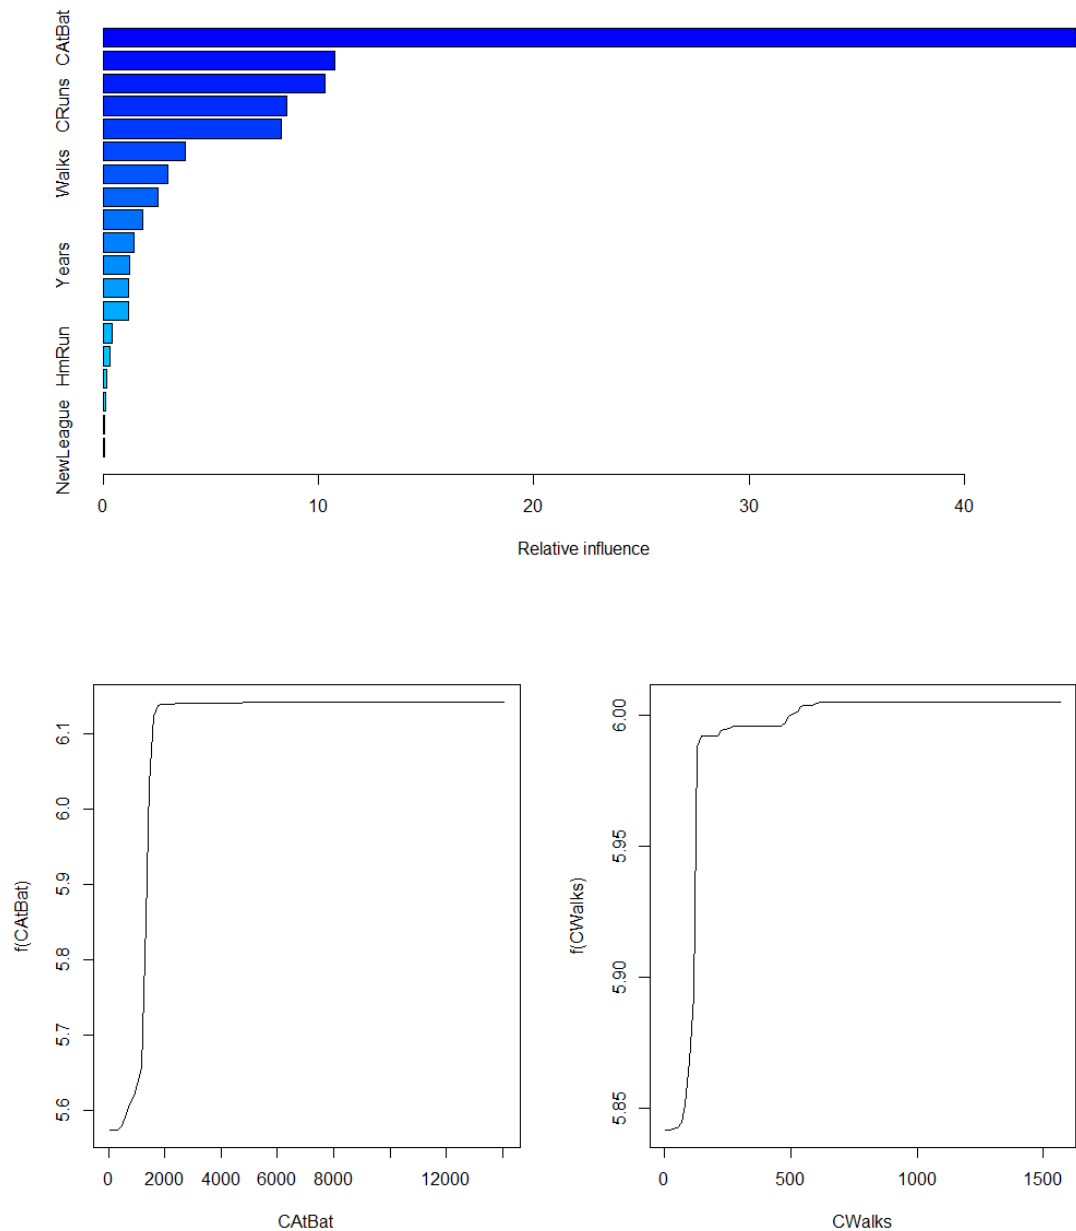 CAtBat
CRuns
Walks
Years
HmRun
NewLeague
0 10 20 30 40
Relative influence
6.1
6.0
5.9
5.8
5.7
5.6
f(CAtBat)
0 2000 4000 6000 8000 12000
CAtBat
6.00
5.95
5.90
5.85
f(CWalks)
0 500 1000 1500
CWalks